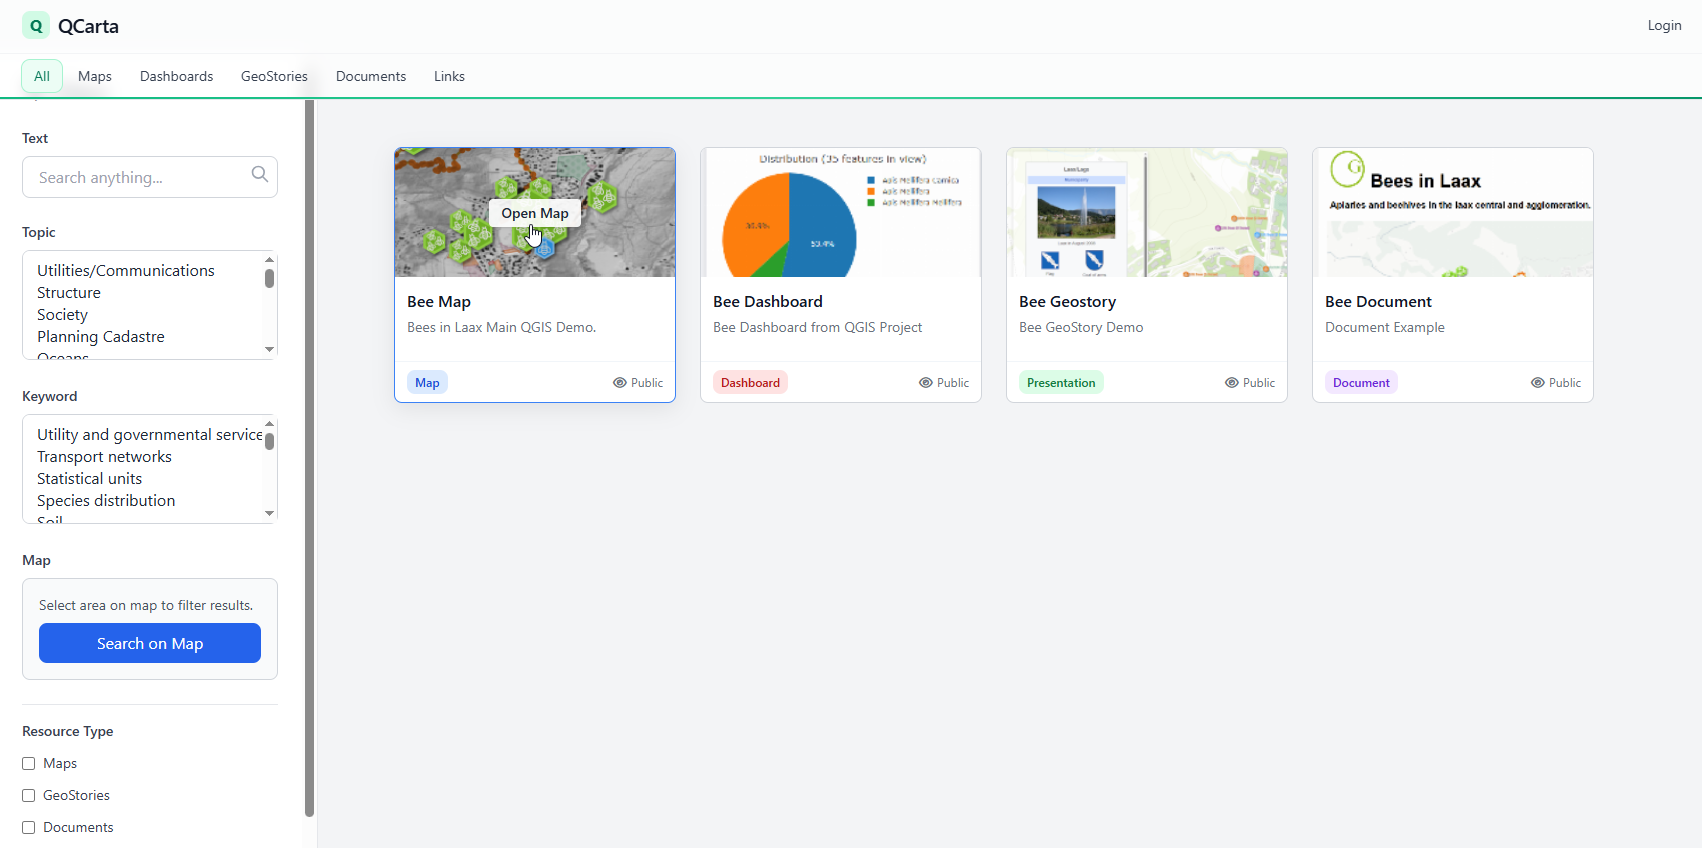 Q QCarta
Login
All Maps Dashboards GeoStories Documents Links
Text
Search anything...
Topic
Utilities/Communications
Structure
Society
Planning Cadastre
Oceans
Keyword
Utility and governmental service
Transport networks
Statistical units
Species distribution
Soil
Map
Select area on map to filter results.
Search on Map
Resource Type
Maps
GeoStories
Documents
Open Map
Bee Map
Bees in Laax Main QGIS Demo.
Map Public
Distribution (35 features in view)
Apis Mellifera Carnica
Apis Mellifera
Apis Mellifera Mellifera
53.4%
Bee Dashboard
Bee Dashboard from QGIS Project
Dashboard Public
Bee Geostory
Bee GeoStory Demo
Presentation Public
Bees in Laax
Apiaries and beehives in the laax central and agglomeration.
Bee Document
Document Example
Document Public